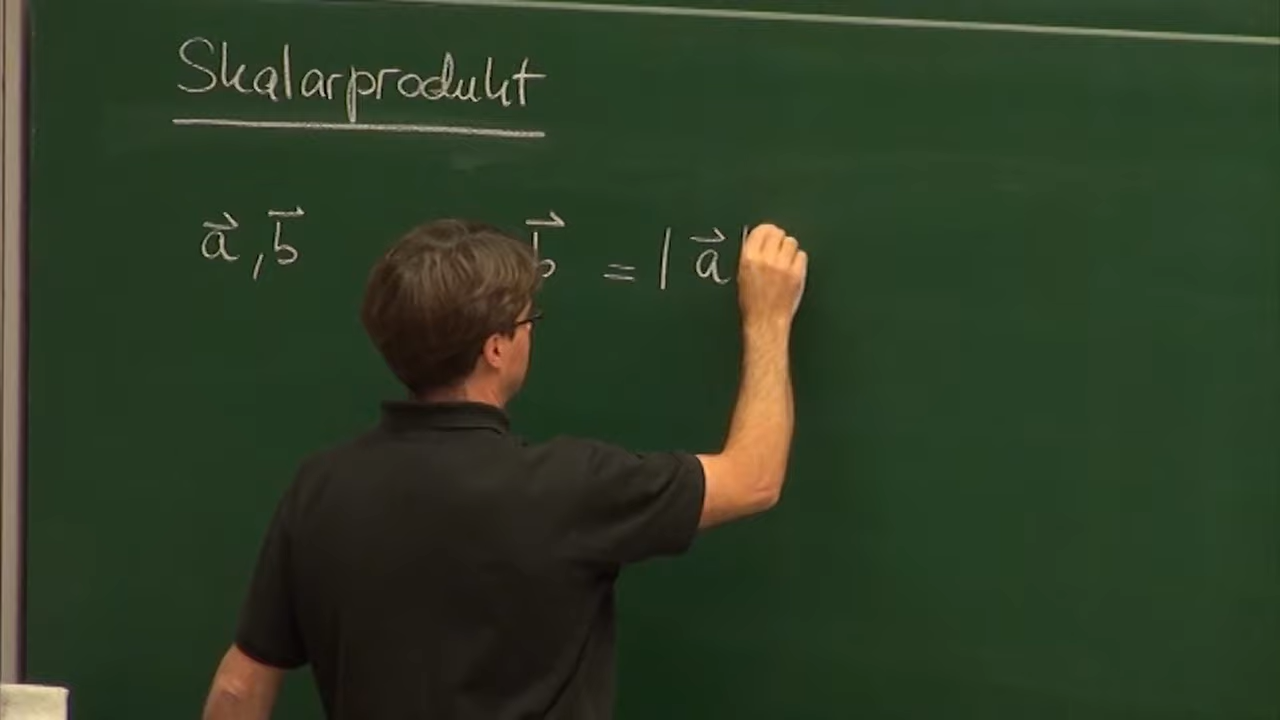 Skalarprodukt
a⃗, b⃗ b⃗ = | a⃗ |